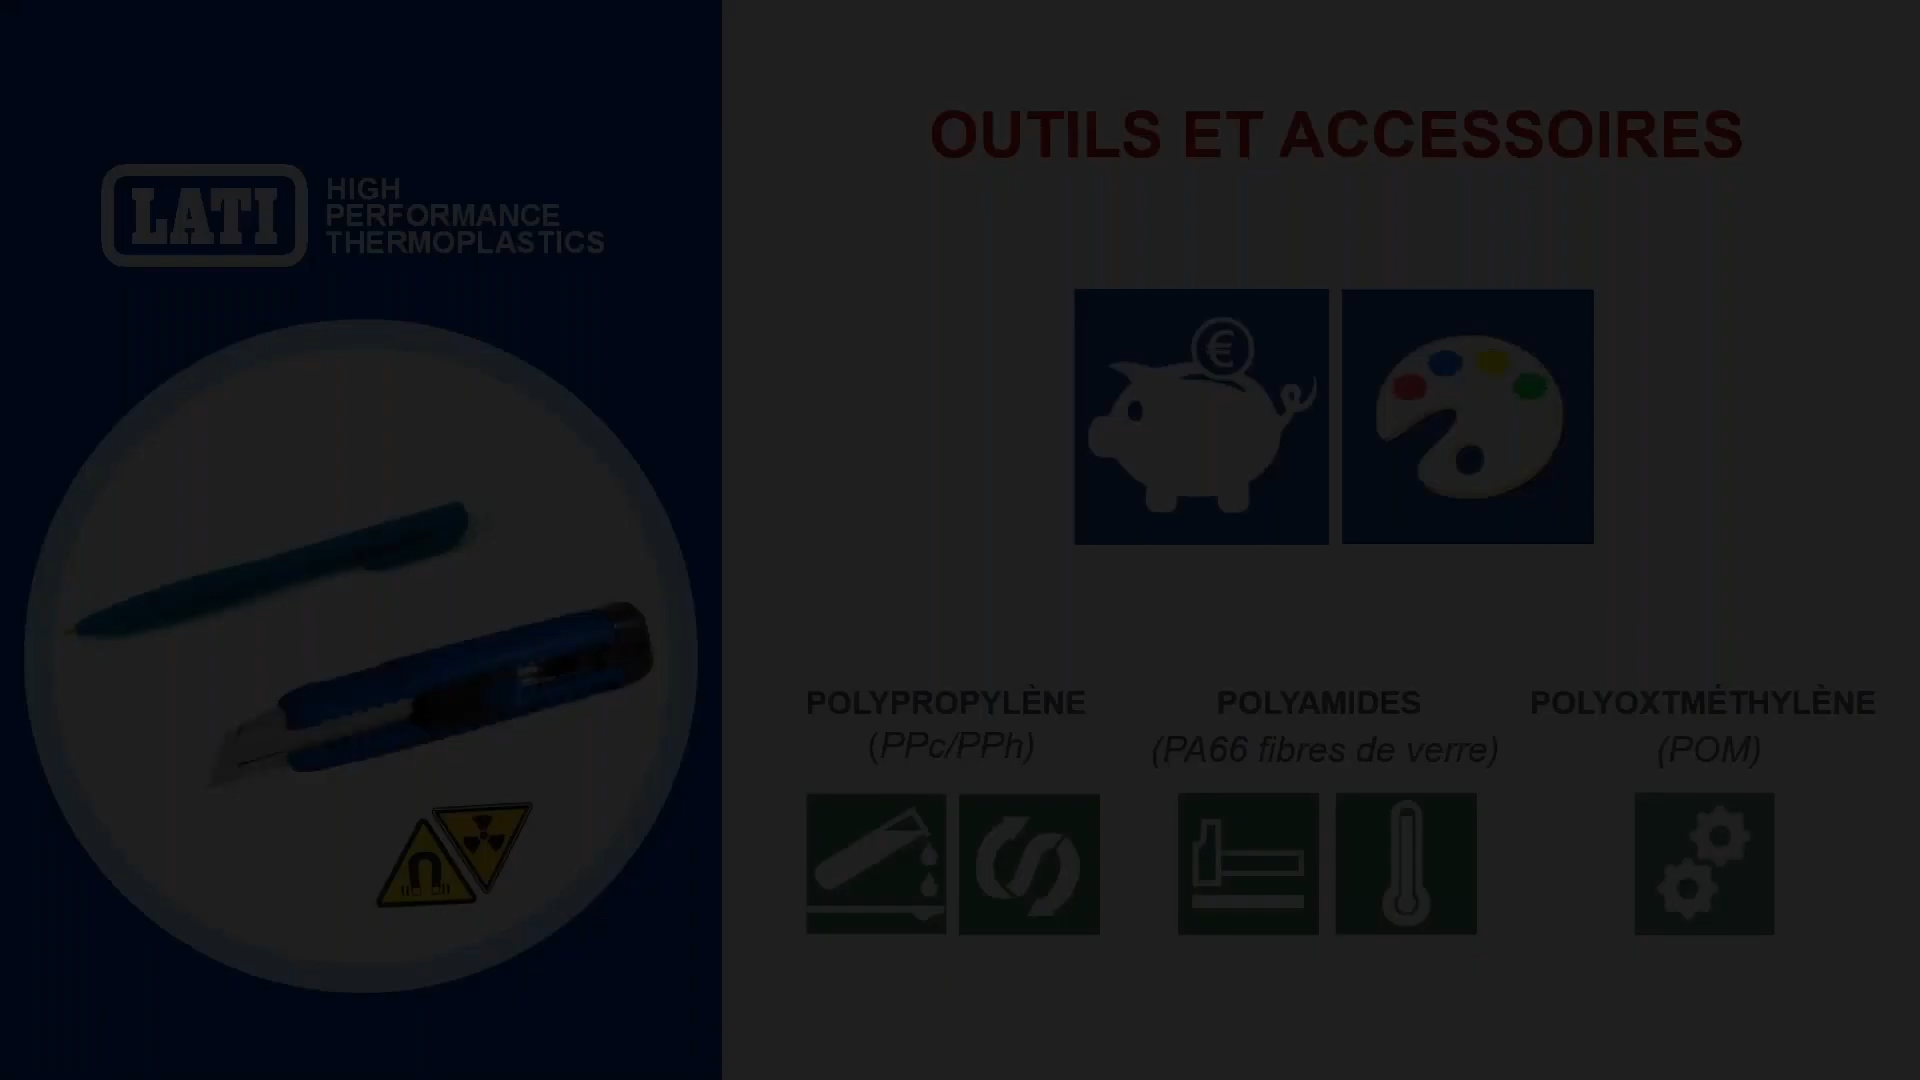 LATI
HIGH
PERFORMANCE
THERMOPLASTICS
OUTILS ET ACCESSOIRES
€
POLYPROPYLÈNE
(PPc/PPh)
POLYAMIDES
(PA66 fibres de verre)
POLYOXTMÉTHYLÈNE
(POM)